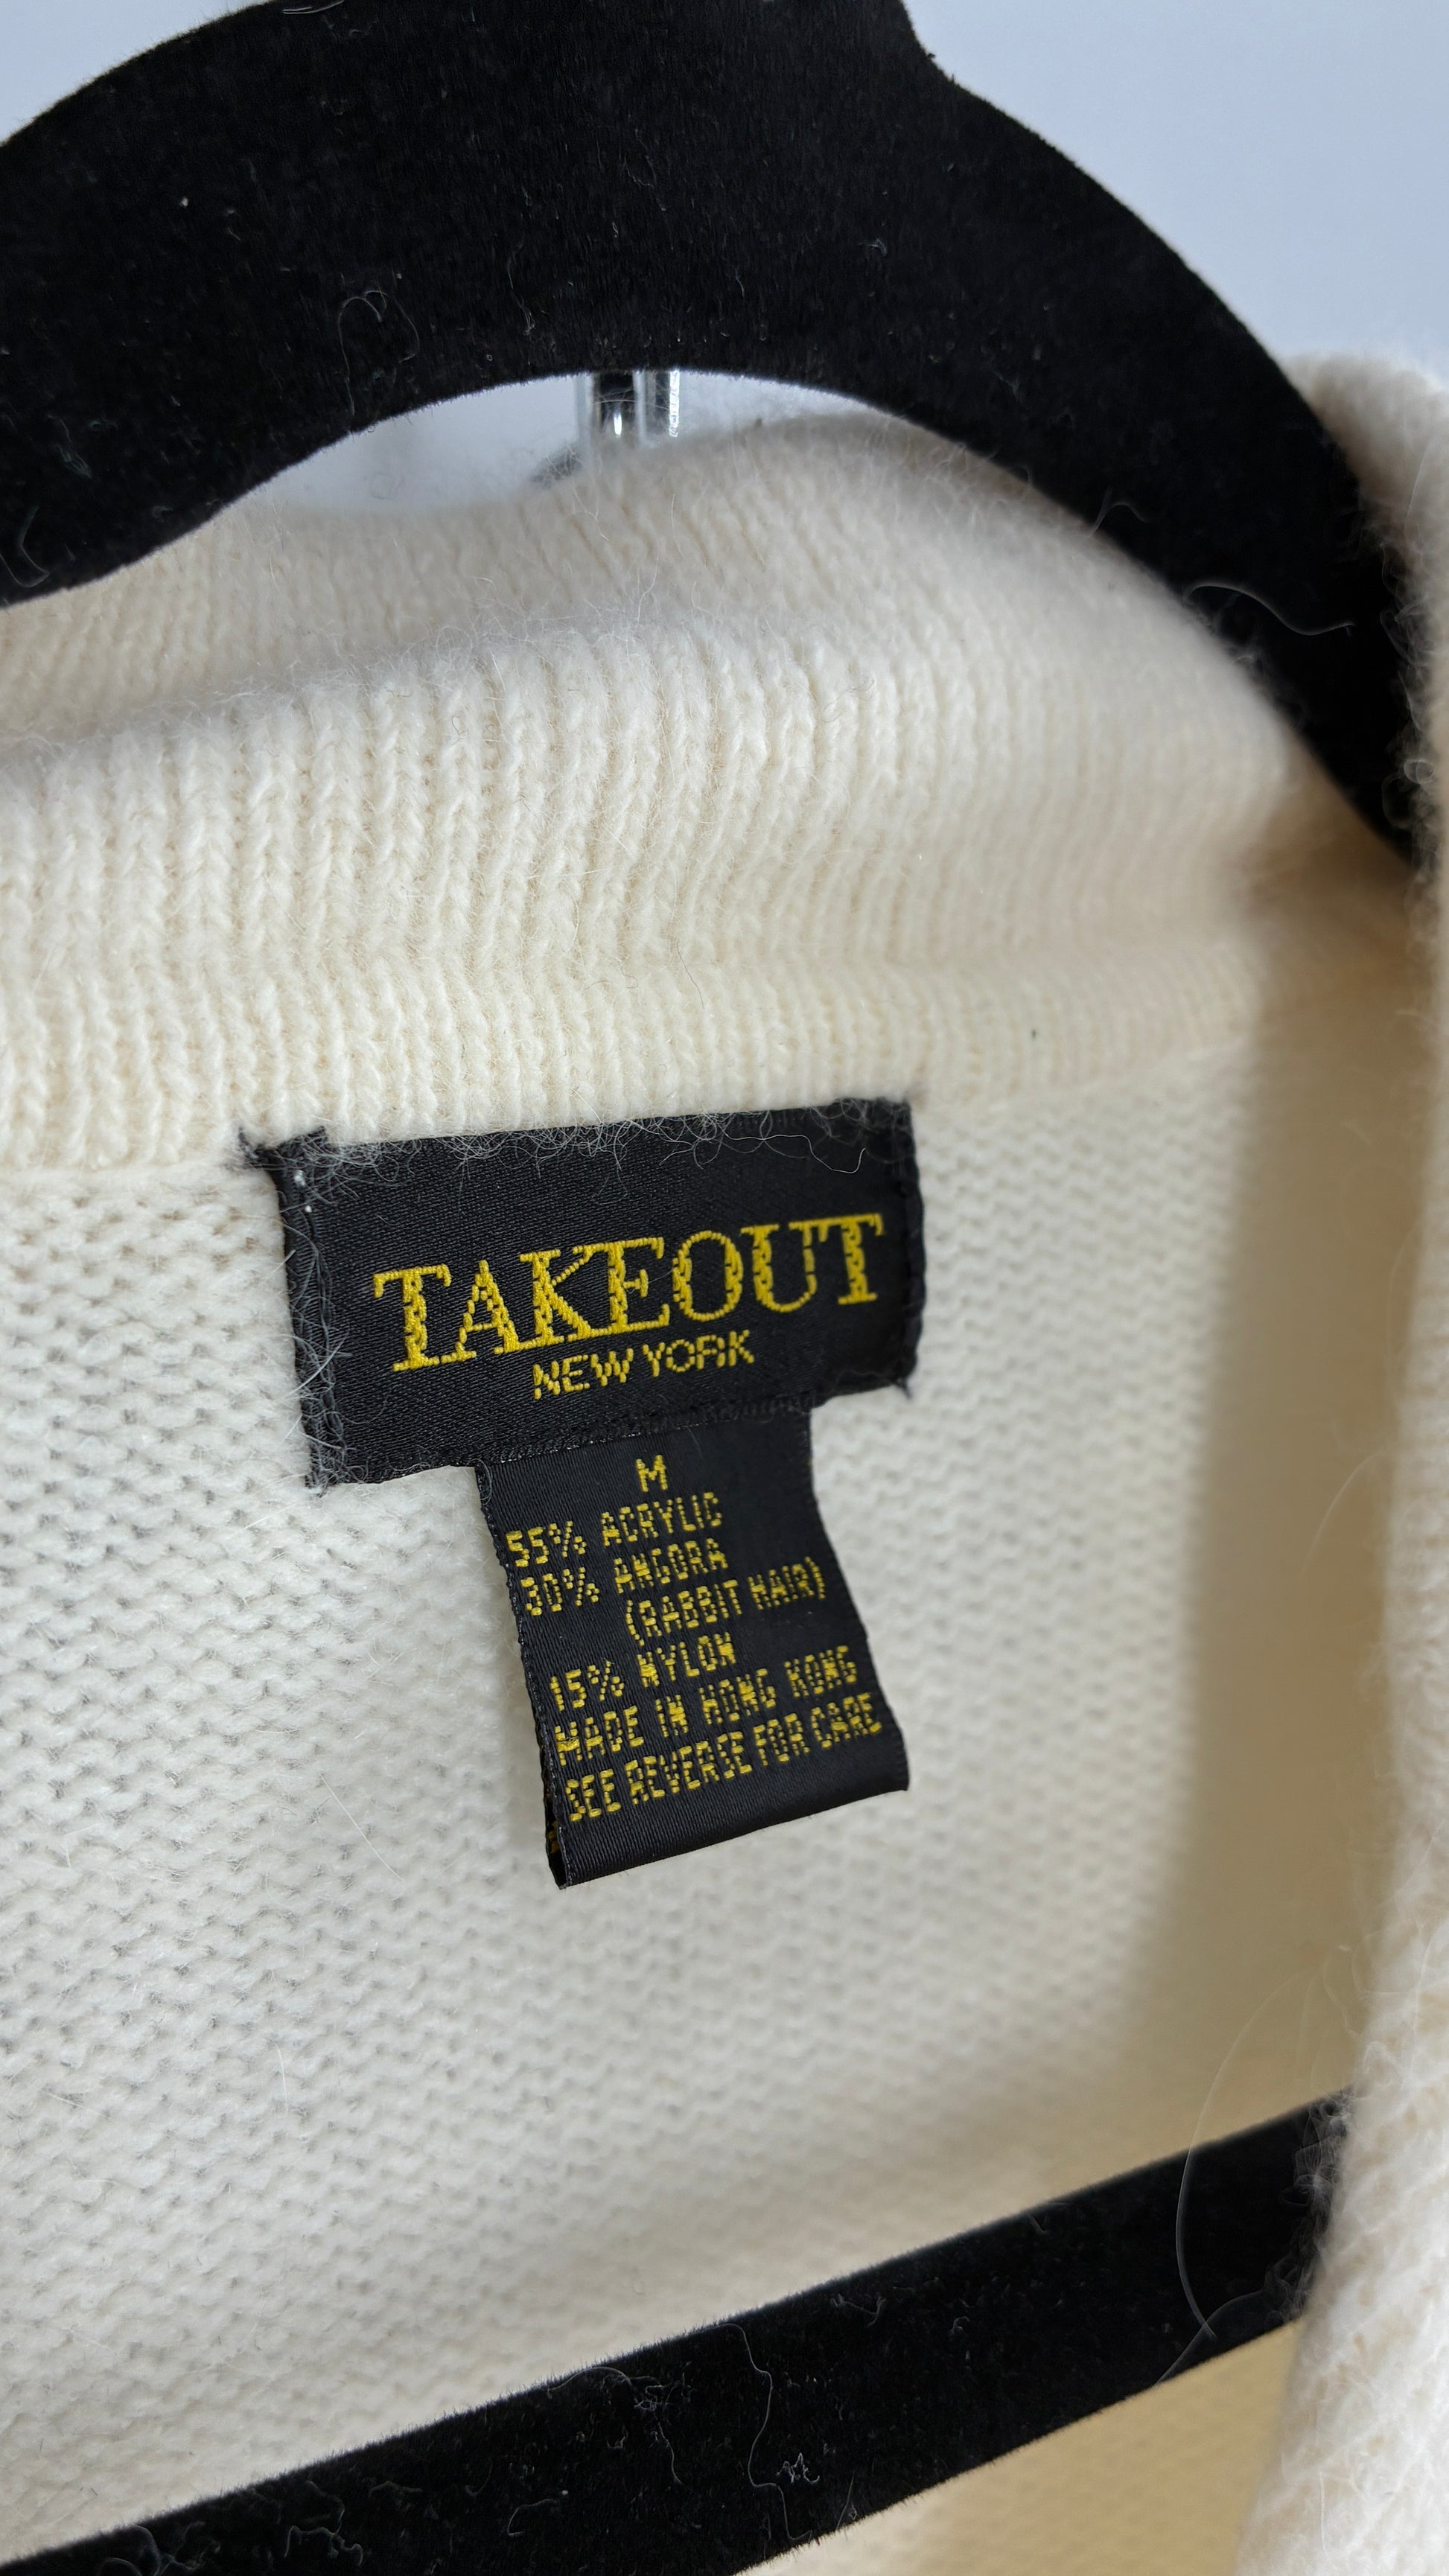 TAKEOUT
NEW YORK
M
55% ACRYLIC
30% ANGORA
(RABBIT HAIR)
15% NYLON
MADE IN HONG KONG
SEE REVERSE FOR CARE